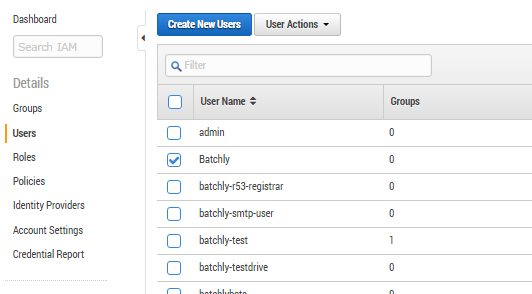 Dashboard
Search IAM
Details
Groups
Users
Roles
Policies
Identity Providers
Account Settings
Credential Report
Create New Users User Actions
Filter
User Name Groups
admin 0
Batchly 0
batchly-r53-registrar 0
batchly-smtp-user 0
batchly-test 1
batchly-testdrive 0